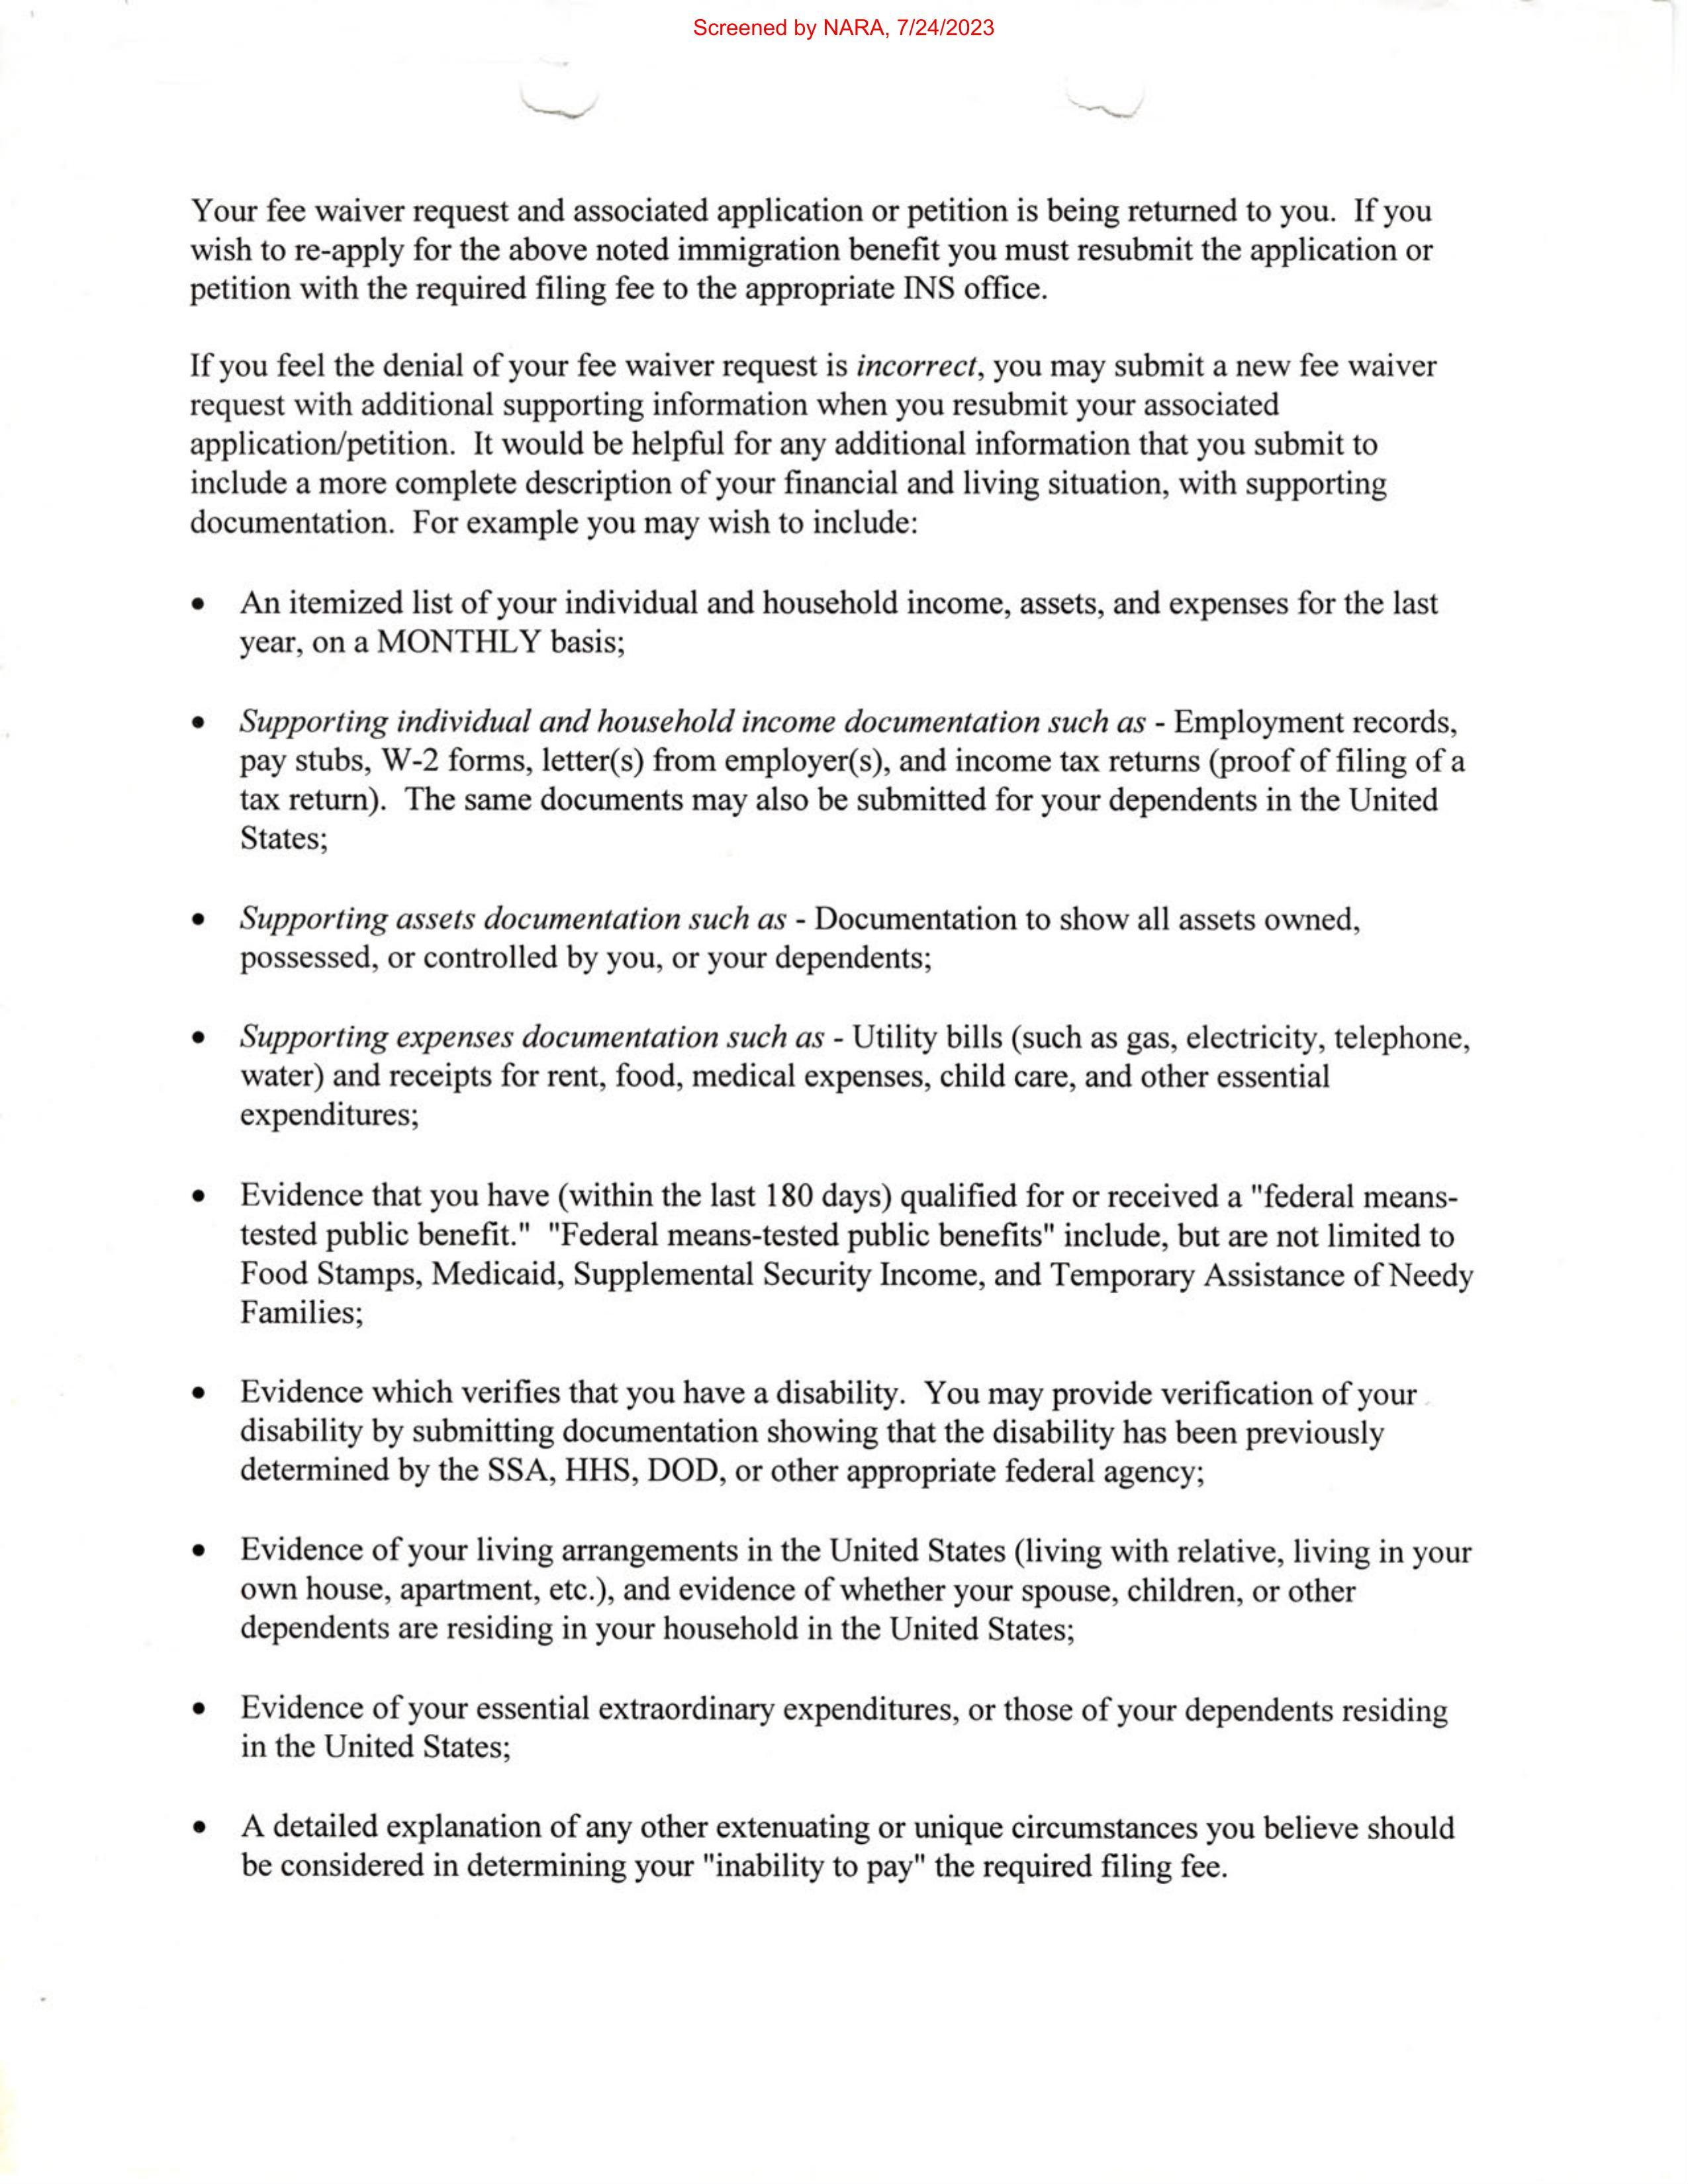 Screened by NARA, 7/24/2023
Your fee waiver request and associated application or petition is being returned to you.  If you
wish to re-apply for the above noted immigration benefit you must resubmit the application or
petition with the required filing fee to the appropriate INS office.
If you feel the denial of your fee waiver request is incorrect, you may submit a new fee waiver
request with additional supporting information when you resubmit your associated
application/petition.  It would be helpful for any additional information that you submit to
include a more complete description of your financial and living situation, with supporting
documentation.  For example you may wish to include:
• An itemized list of your individual and household income, assets, and expenses for the last
year, on a MONTHLY basis;
• Supporting individual and household income documentation such as - Employment records,
pay stubs, W-2 forms, letter(s) from employer(s), and income tax returns (proof of filing of a
tax return).  The same documents may also be submitted for your dependents in the United
States;
• Supporting assets documentation such as - Documentation to show all assets owned,
possessed, or controlled by you, or your dependents;
• Supporting expenses documentation such as - Utility bills (such as gas, electricity, telephone,
water) and receipts for rent, food, medical expenses, child care, and other essential
expenditures;
• Evidence that you have (within the last 180 days) qualified for or received a "federal means-
tested public benefit."  "Federal means-tested public benefits" include, but are not limited to
Food Stamps, Medicaid, Supplemental Security Income, and Temporary Assistance of Needy
Families;
• Evidence which verifies that you have a disability.  You may provide verification of your
disability by submitting documentation showing that the disability has been previously
determined by the SSA, HHS, DOD, or other appropriate federal agency;
• Evidence of your living arrangements in the United States (living with relative, living in your
own house, apartment, etc.), and evidence of whether your spouse, children, or other
dependents are residing in your household in the United States;
• Evidence of your essential extraordinary expenditures, or those of your dependents residing
in the United States;
• A detailed explanation of any other extenuating or unique circumstances you believe should
be considered in determining your "inability to pay" the required filing fee.